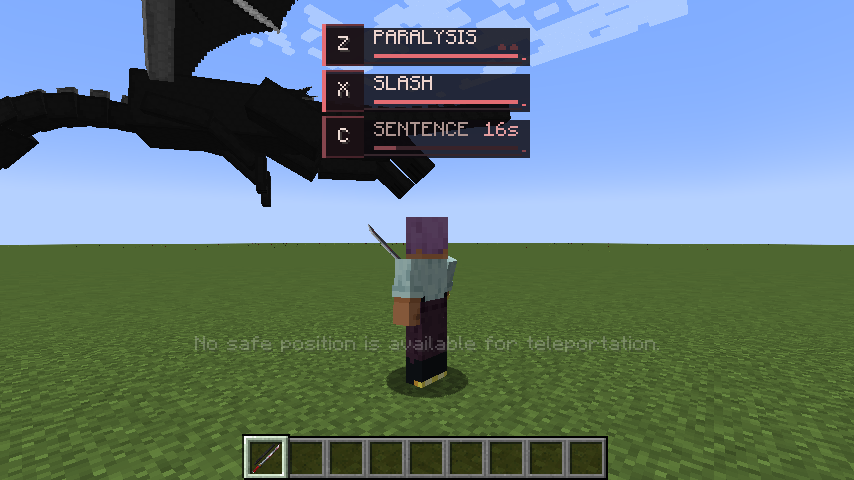 Z PARALYSIS
X SLASH
C SENTENCE 16s
No safe position is available for teleportation.